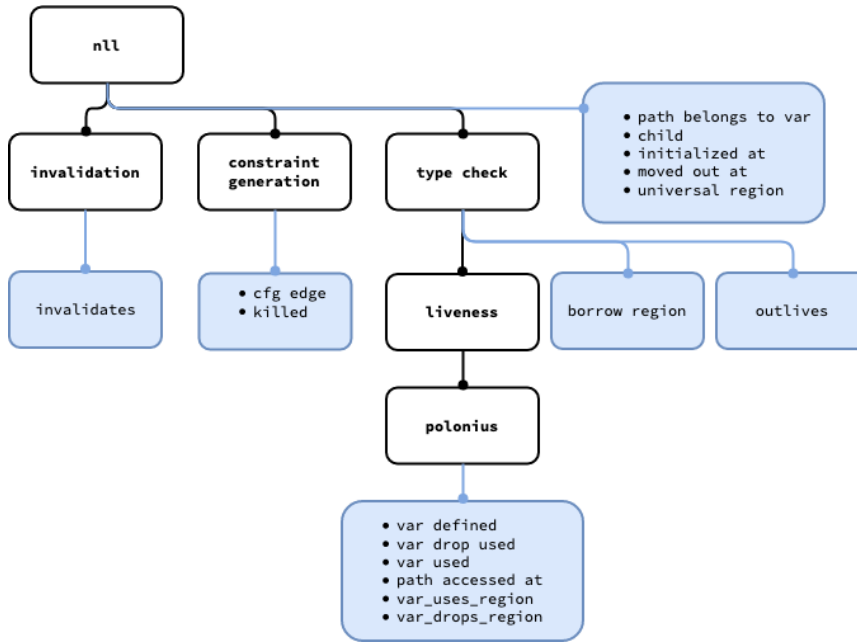 nll
• path belongs to var
• child
• initialized at
• moved out at
• universal region
invalidation
constraint
generation
type check
invalidates
• cfg edge
• killed
liveness
borrow region
outlives
polonius
• var defined
• var drop used
• var used
• path accessed at
• var_uses_region
• var_drops_region